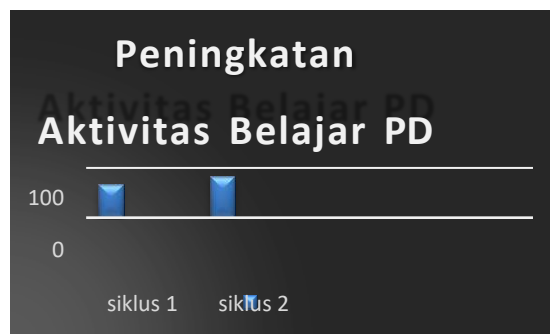 Peningkatan
Aktivitas Belajar PD
100
0
siklus 1 siklus 2